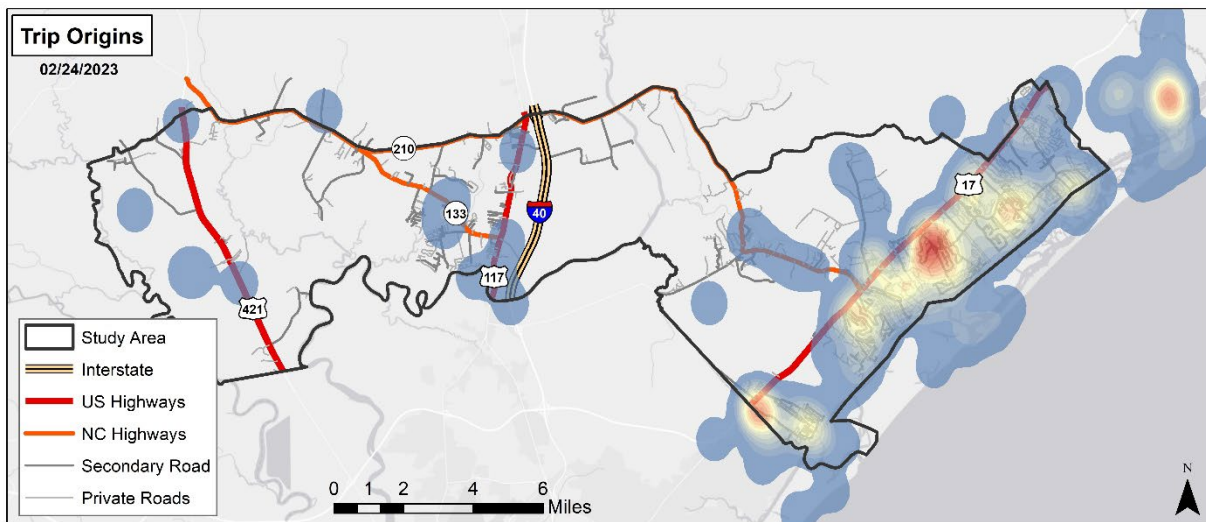 Trip Origins
02/24/2023
210
133
40
117
421
17
Study Area
Interstate
US Highways
NC Highways
Secondary Road
Private Roads
0 1 2 4 6
Miles
N